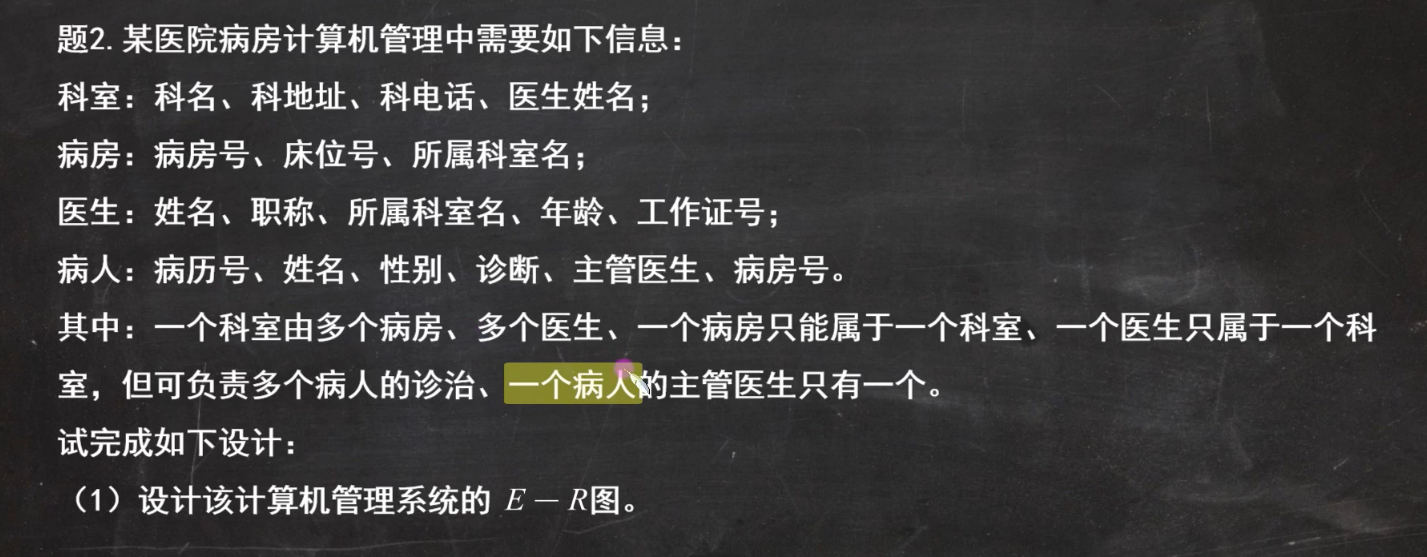 题2.某医院病房计算机管理中需要如下信息：
科室：科名、科地址、科电话、医生姓名；
病房：病房号、床位号、所属科室名；
医生：姓名、职称、所属科室名、年龄、工作证号；
病人：病历号、姓名、性别、诊断、主管医生、病房号。
其中：一个科室由多个病房、多个医生、一个病房只能属于一个科室、一个医生只属于一个科
室，但可负责多个病人的诊治、一个病人的主管医生只有一个。
试完成如下设计：
（1）设计该计算机管理系统的 E－R图。